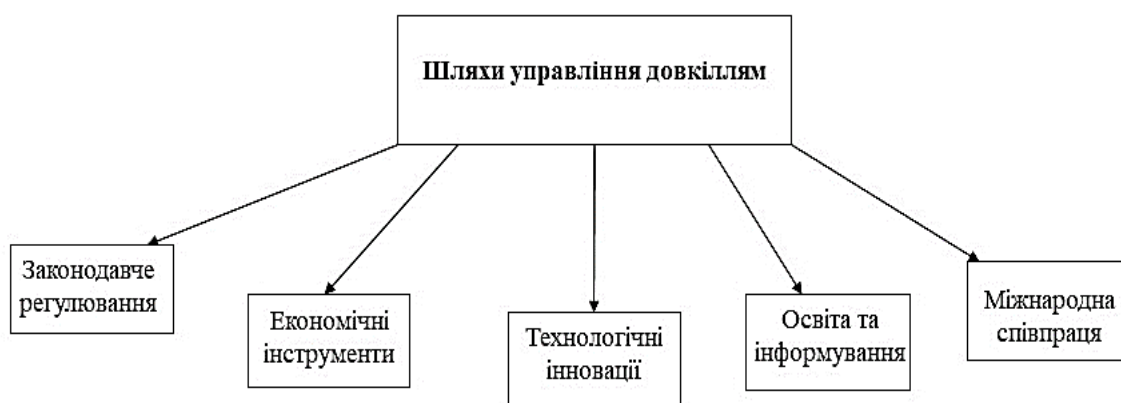 Шляхи управління довкіллям
Законодавче
регулювання
Економічні
інструменти
Технологічні
інновації
Освіта та
інформування
Міжнародна
співпраця